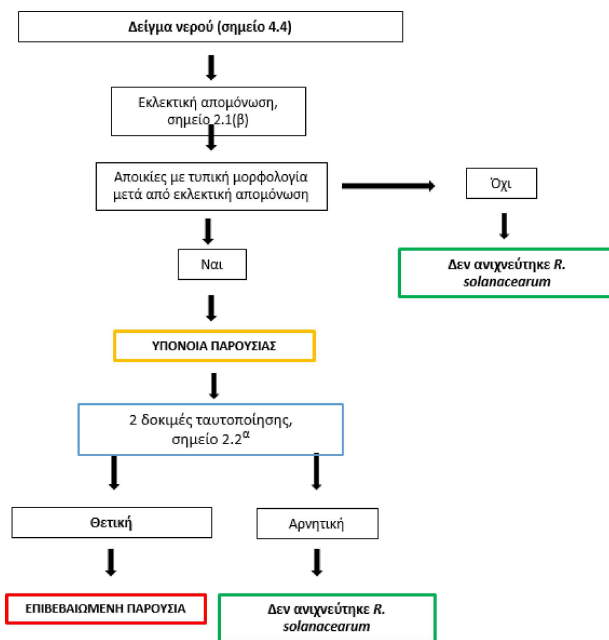 Δείγμα νερού (σημείο 4.4)
Εκλεκτική απομόνωση,
σημείο 2.1(β)
Αποικίες με τυπική μορφολογία
μετά από εκλεκτική απομόνωση
Όχι
Ναι
Δεν ανιχνεύτηκε R.
solanacearum
ΥΠΟΝΟΙΑ ΠΑΡΟΥΣΙΑΣ
2 δοκιμές ταυτοποίησης,
σημείο 2.2α
Θετική
Αρνητική
ΕΠΙΒΕΒΑΙΩΜΕΝΗ ΠΑΡΟΥΣΙΑ
Δεν ανιχνεύτηκε R.
solanacearum